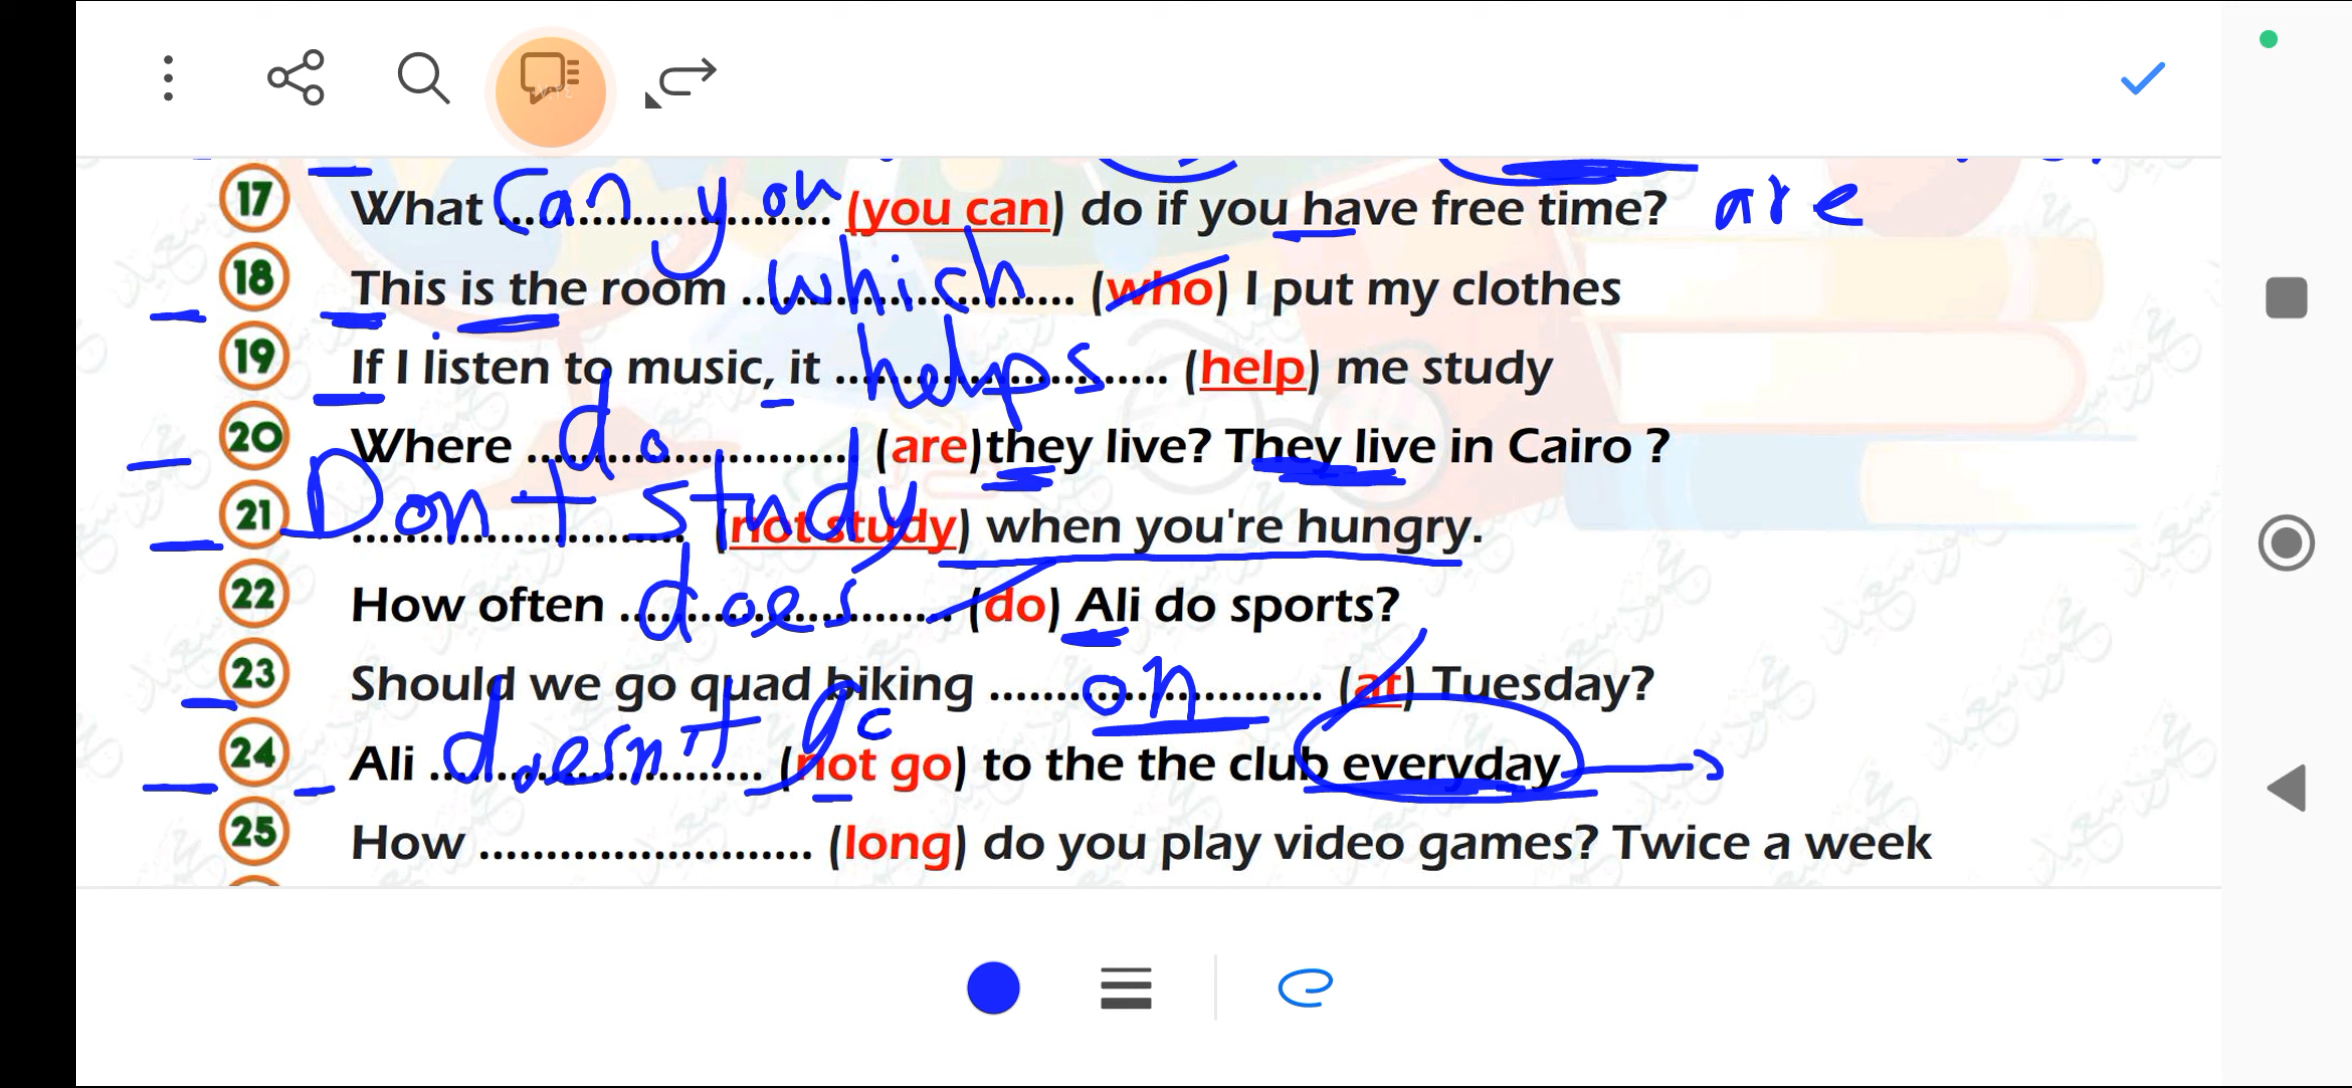 17 What can you (you can) do if you have free time? are
18 This is the room which (who) I put my clothes
19 If I listen to music, it helps (help) me study
20 Where do (are)they live? They live in Cairo ?
21 Don't study (not study) when you're hungry.
22 How often does (do) Ali do sports?
23 Should we go quad biking on (at) Tuesday?
24 Ali doesn't go (not go) to the the club everyday
25 How ......................... (long) do you play video games? Twice a week